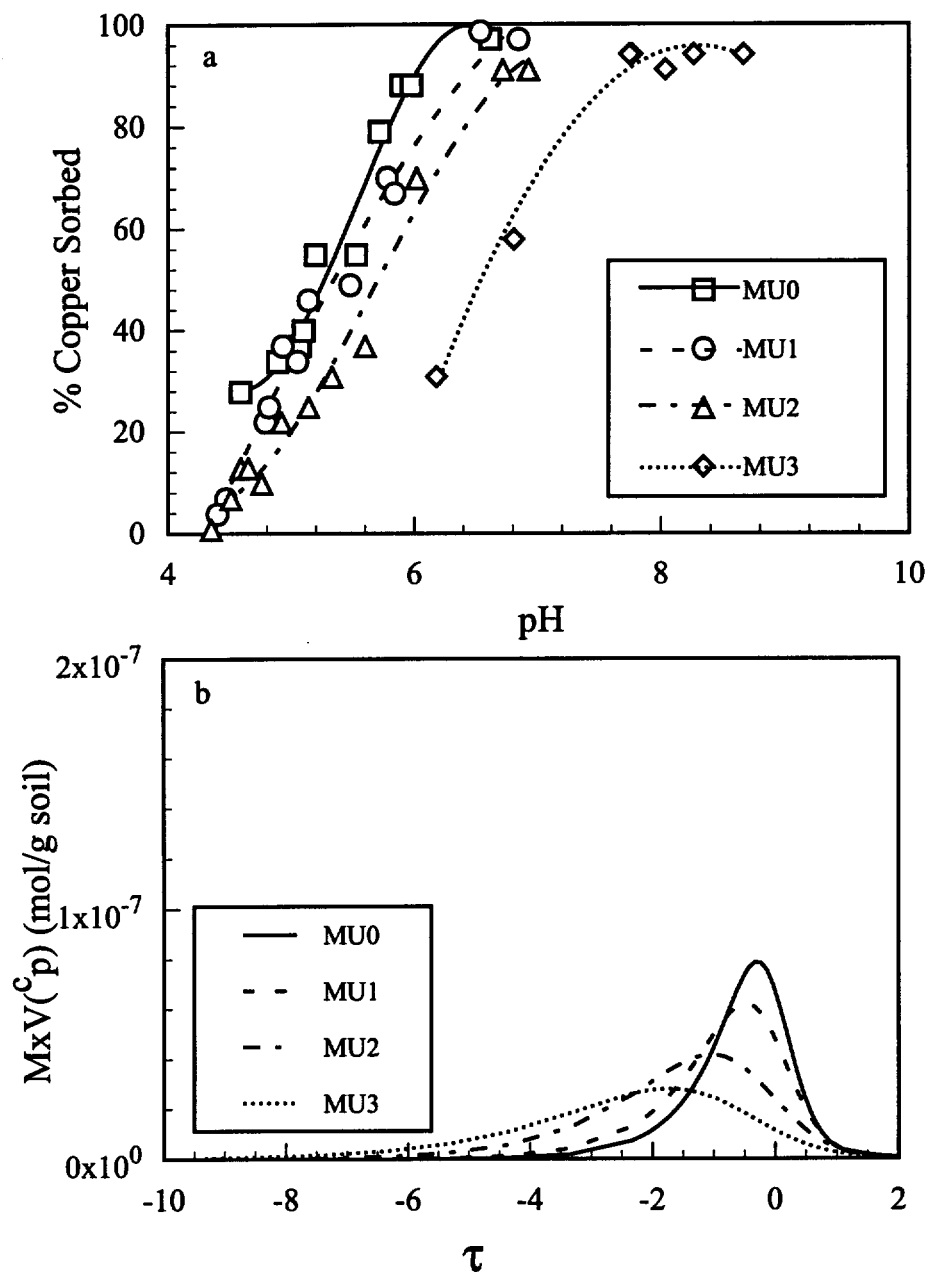 a
% Copper Sorbed
100
80
60
40
20
0
4
6
8
10
pH
MU0
MU1
MU2
MU3
b
MxV(ᶜp) (mol/g soil)
2x10⁻⁷
1x10⁻⁷
0x10⁰
-10
-8
-6
-4
-2
0
2
τ
MU0
MU1
MU2
MU3